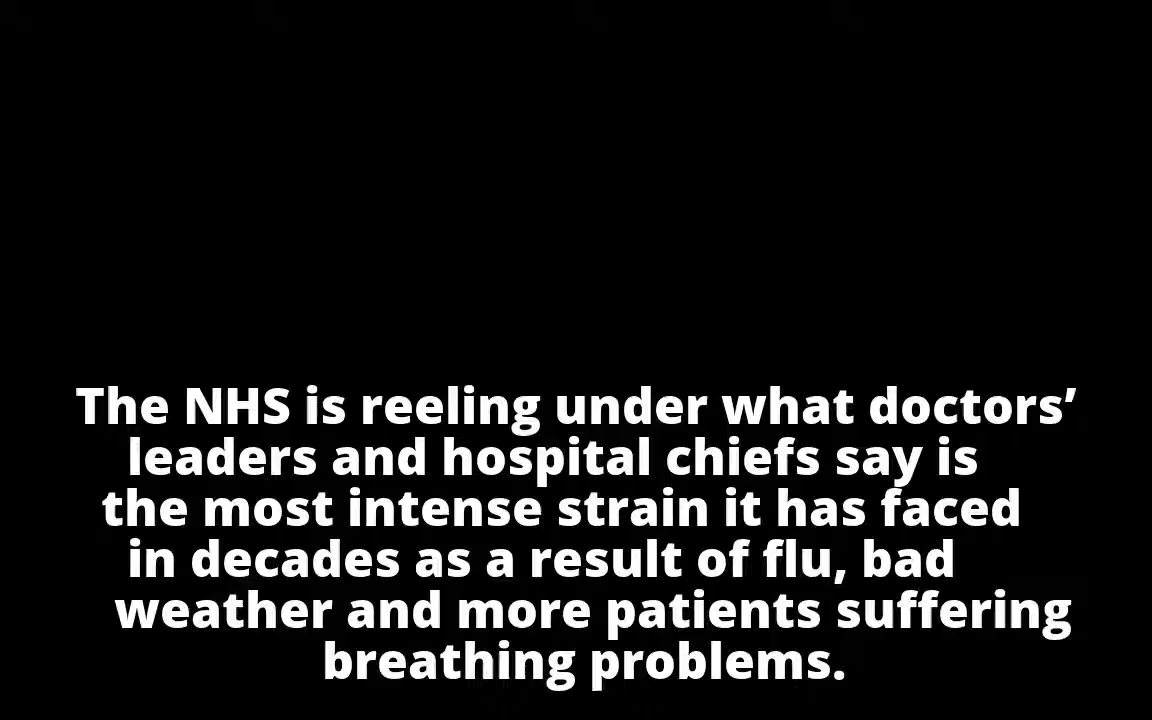 The NHS is reeling under what doctors’
leaders and hospital chiefs say is
the most intense strain it has faced
in decades as a result of flu, bad
weather and more patients suffering
breathing problems.